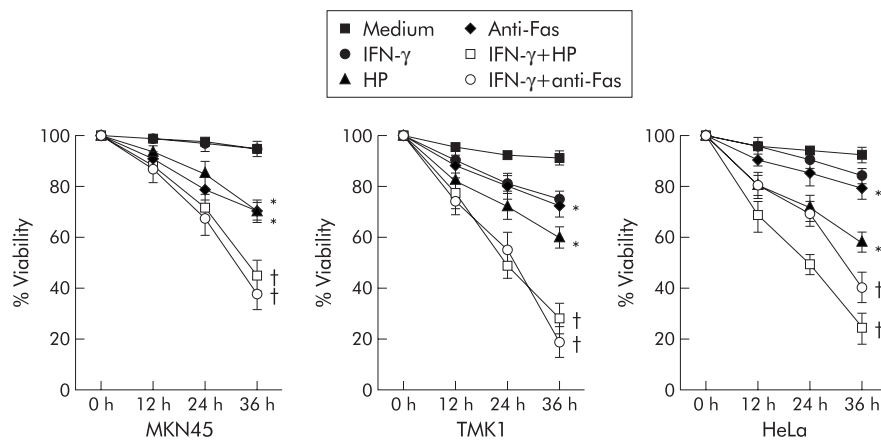 Medium
Anti-Fas
IFN-γ
IFN-γ+HP
HP
IFN-γ+anti-Fas
% Viability
100
80
60
40
20
0
*
*
†
†
0 h 12 h 24 h 36 h
MKN45
% Viability
100
80
60
40
20
0
*
*
†
†
0 h 12 h 24 h 36 h
TMK1
% Viability
100
80
60
40
20
0
*
*
†
†
0 h 12 h 24 h 36 h
HeLa